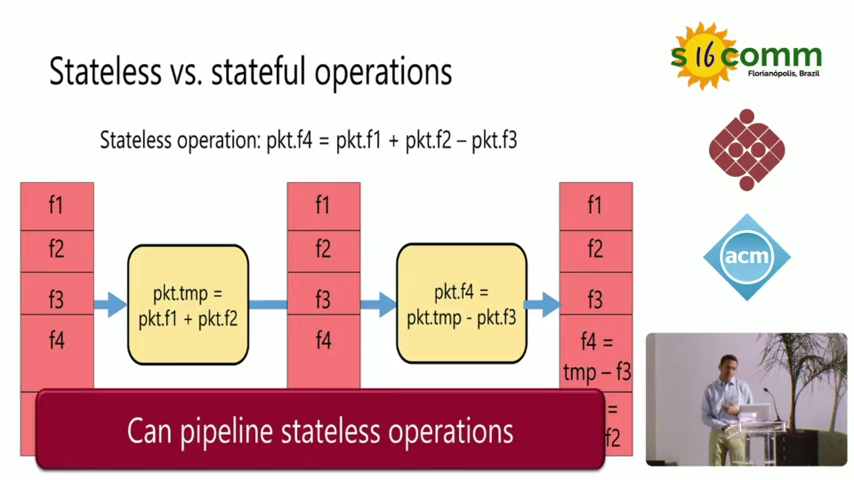 Stateless vs. stateful operations
s16comm
Florianópolis, Brazil
Stateless operation: pkt.f4 = pkt.f1 + pkt.f2 – pkt.f3
f1
f2
f3
f4
pkt.tmp =
pkt.f1 + pkt.f2
f1
f2
f3
f4
pkt.f4 =
pkt.tmp - pkt.f3
f1
f2
f3
f4 =
tmp – f3
=
f2
acm
Can pipeline stateless operations